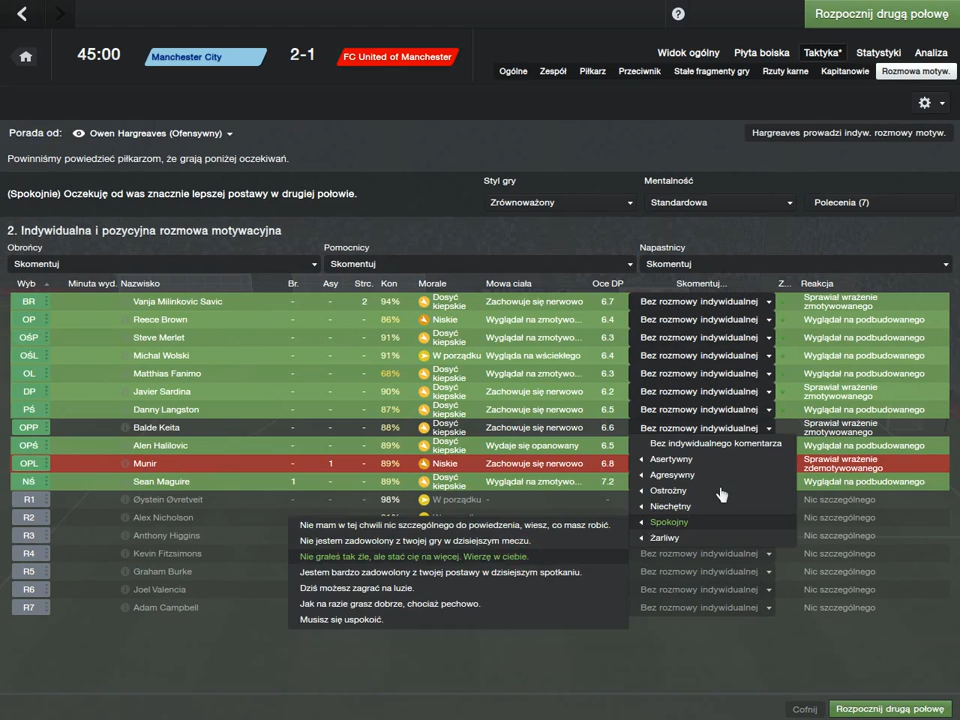 Rozpocznij drugą połowę
45:00
Manchester City
2-1
FC United of Manchester
Widok ogólny Płyta boiska Taktyka* Statystyki Analiza
Ogólne Zespół Piłkarz Przeciwnik Stałe fragmenty gry Rzuty karne Kapitanowie Rozmowa motyw.
Porada od: Owen Hargreaves (Ofensywny)
Hargreaves prowadzi indyw. rozmowy motyw.
Powinniśmy powiedzieć piłkarzom, że grają poniżej oczekiwań.
Styl gry Mentalność
(Spokojnie) Oczekuję od was znacznie lepszej postawy w drugiej połowie.
Zrównoważony Standardowa Polecenia (7)
2. Indywidualna i pozycyjna rozmowa motywacyjna
Obrońcy Pomocnicy Napastnicy
Skomentuj Skomentuj Skomentuj
Wyb Minuta wyd. Nazwisko Br. Asy Strc. Kon Morale Mowa ciała Oce DP Skomentuj... Z... Reakcja
BR Vanja Milinkovic Savic - - 2 94% Dosyć kiepskie Zachowuje się nerwowo 6.7 Bez rozmowy indywidualnej Sprawiał wrażenie zmotywowanego
OP Reece Brown - - - 86% Niskie Wyglądał na zmotywo... 6.4 Bez rozmowy indywidualnej Wyglądał na podbudowanego
OŚP Steve Merlet - - - 91% Dosyć kiepskie Wyglądał na zmotywo... 6.3 Bez rozmowy indywidualnej Wyglądał na podbudowanego
OŚL Michal Wolski - - - 91% W porządku Wygląda na wściekłego 6.4 Bez rozmowy indywidualnej Wyglądał na podbudowanego
OL Matthias Fanimo - - - 68% Dosyć kiepskie Wyglądał na zmotywo... 6.3 Bez rozmowy indywidualnej Wyglądał na podbudowanego
DP Javier Sardina - - - 90% Dosyć kiepskie Zachowuje się nerwowo 6.2 Bez rozmowy indywidualnej Sprawiał wrażenie zmotywowanego
PŚ Danny Langston - - - 87% Dosyć kiepskie Zachowuje się nerwowo 6.5 Bez rozmowy indywidualnej Wyglądał na podbudowanego
OPP Balde Keita - - - 88% Dosyć kiepskie Zachowuje się nerwowo 6.6 Bez rozmowy indywidualnej Sprawiał wrażenie zmotywowanego
OPŚ Alen Halilovic - - - 89% Dosyć kiepskie Wydaje się opanowany 6.5 Bez indywidualnego komentarza Wyglądał na podbudowanego
OPL Munir - 1 - 89% Niskie Zachowuje się nerwowo 6.8 Asertywny Sprawiał wrażenie zdemotywowanego
NŚ Sean Maguire 1 - - 89% Dosyć kiepskie Zachowuje się nerwowo 7.2 Agresywny Wyglądał na podbudowanego
R1 Øystein Øvretveit - - - 98% W porządku - - Ostrożny Nic szczególnego
Niechętny
R2 Alex Nicholson Nic szczególnego
Nie mam w tej chwili nic szczególnego do powiedzenia, wiesz, co masz robić. Spokojny
R3 Anthony Higgins Nie jestem zadowolony z twojej gry w dzisiejszym meczu. Żarliwy Nic szczególnego
R4 Kevin Fitzsimons Nie grałeś tak źle, ale stać cię na więcej. Wierzę w ciebie. Bez rozmowy indywidualnej Nic szczególnego
R5 Graham Burke Jestem bardzo zadowolony z twojej postawy w dzisiejszym spotkaniu. Bez rozmowy indywidualnej Nic szczególnego
R6 Joel Valencia Dziś możesz zagrać na luzie. Bez rozmowy indywidualnej Nic szczególnego
R7 Adam Campbell Jak na razie grasz dobrze, chociaż pechowo. Bez rozmowy indywidualnej Nic szczególnego
Musisz się uspokoić.
Cofnij Rozpocznij drugą połowę